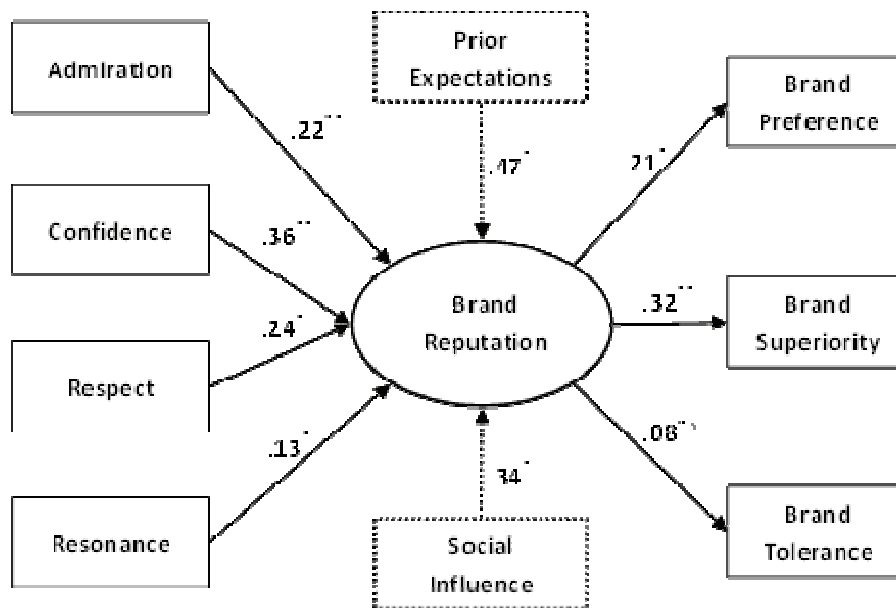 Admiration
Prior
Expectations
Brand
Preference
.22**
.47*
.21*
Confidence
.36**
Brand
Reputation
.32**
Brand
Superiority
.24*
Respect
.13*
.34*
.08
Resonance
Social
Influence
Brand
Tolerance